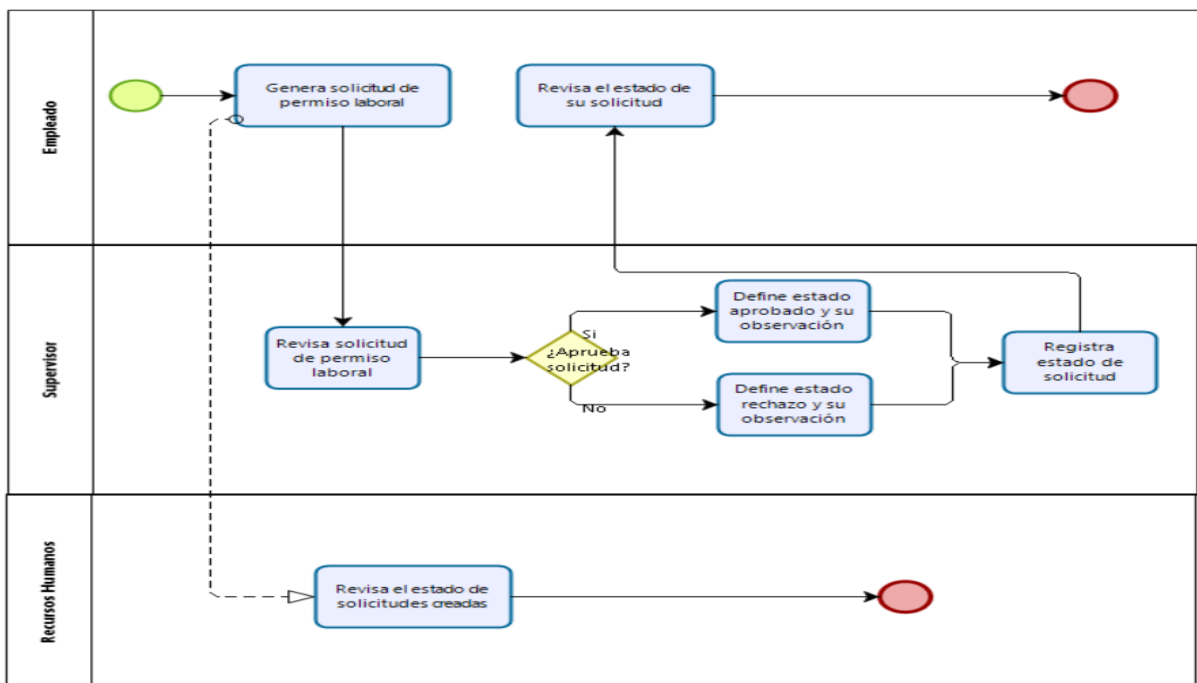 Empleado
Genera solicitud de
permiso laboral
Revisa el estado de
su solicitud
Supervisor
Revisa solicitud
de permiso
laboral
Si
¿Aprueba
solicitud?
No
Define estado
aprobado y su
observación
Define estado
rechazo y su
observación
Registra
estado de
solicitud
Recursos Humanos
Revisa el estado de
solicitudes creadas